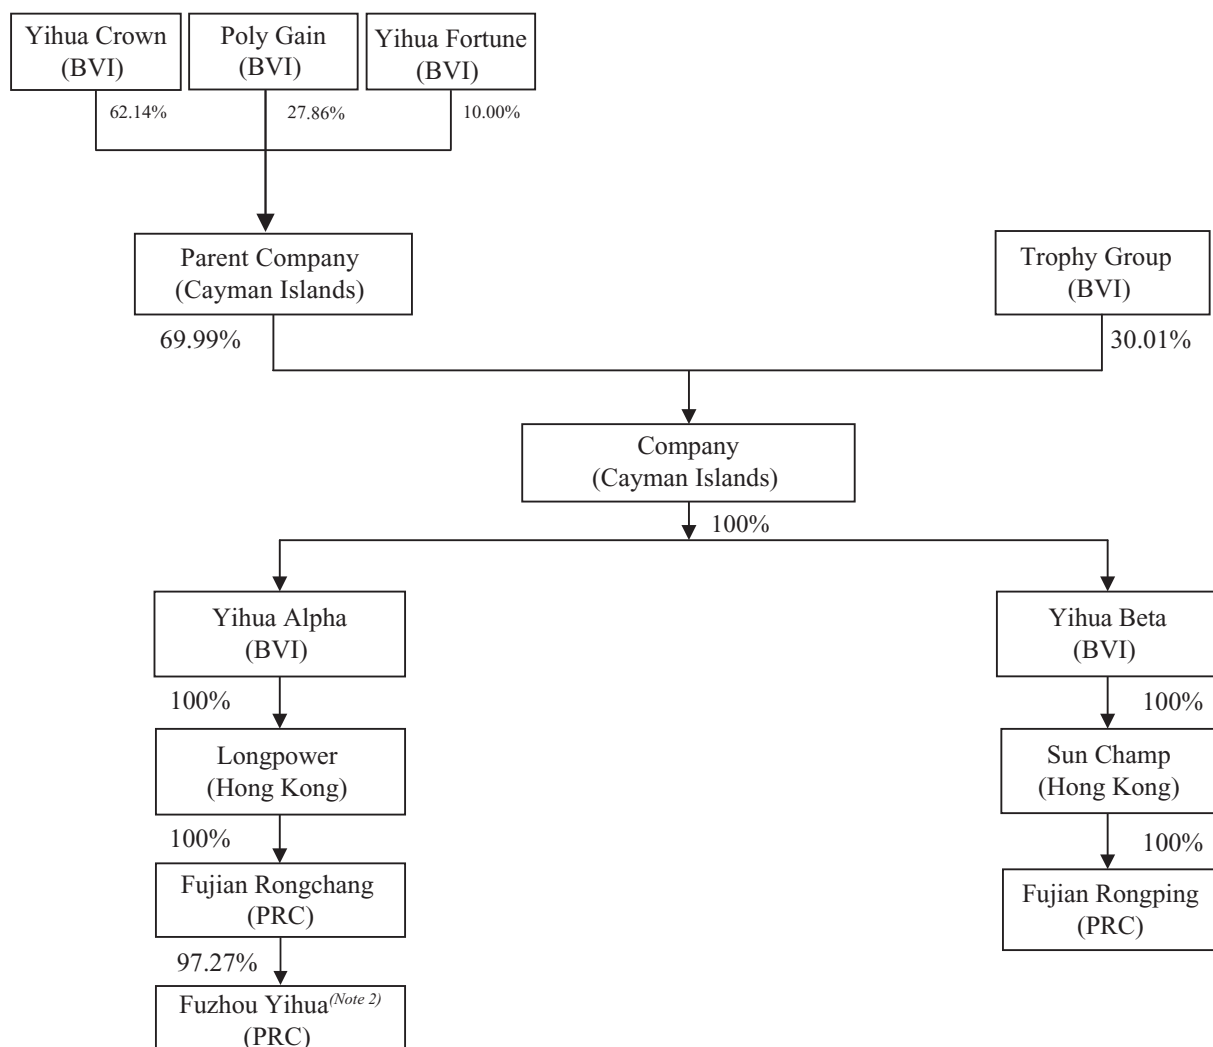 Yihua Crown
(BVI)
Poly Gain
(BVI)
Yihua Fortune
(BVI)
62.14%
27.86%
10.00%
Parent Company
(Cayman Islands)
Trophy Group
(BVI)
69.99%
30.01%
Company
(Cayman Islands)
100%
Yihua Alpha
(BVI)
Yihua Beta
(BVI)
100%
100%
Longpower
(Hong Kong)
Sun Champ
(Hong Kong)
100%
100%
Fujian Rongchang
(PRC)
Fujian Rongping
(PRC)
97.27%
Fuzhou Yihua(Note 2)
(PRC)